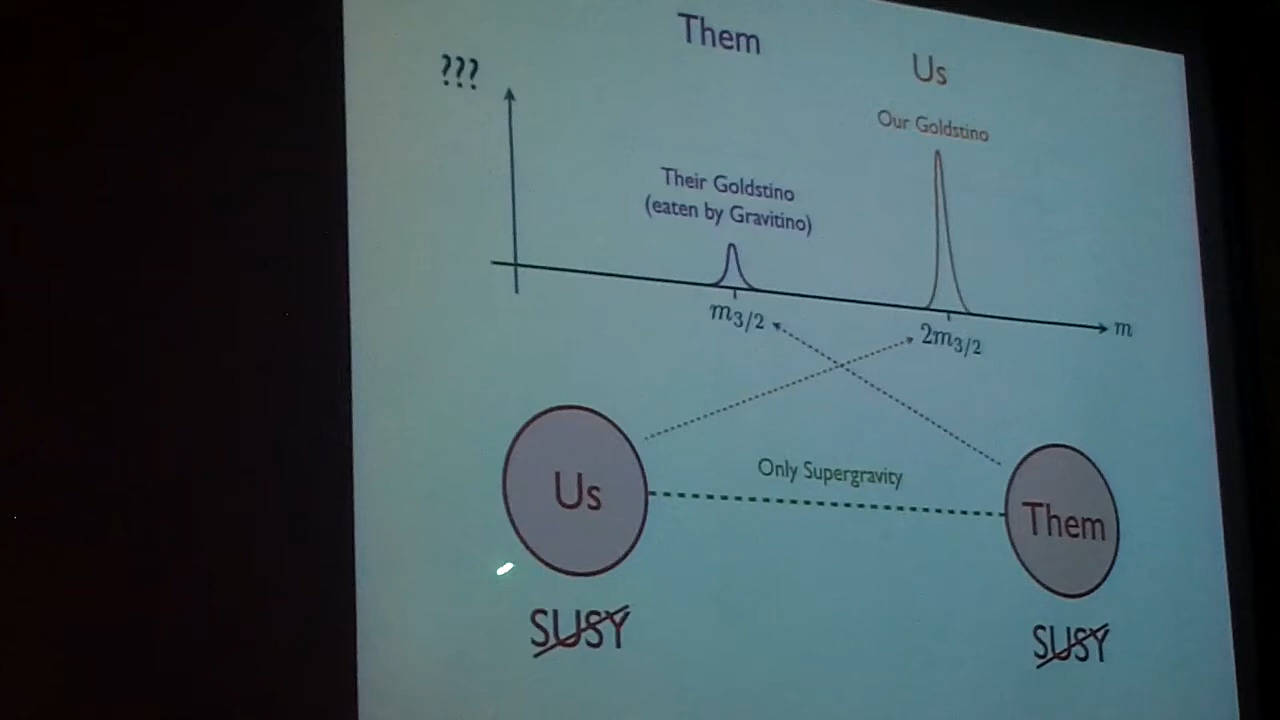 Them
Us
???
Our Goldstino
Their Goldstino
(eaten by Gravitino)
m3/2
2m3/2
m
Only Supergravity
Us
Them
SUSY
SUSY